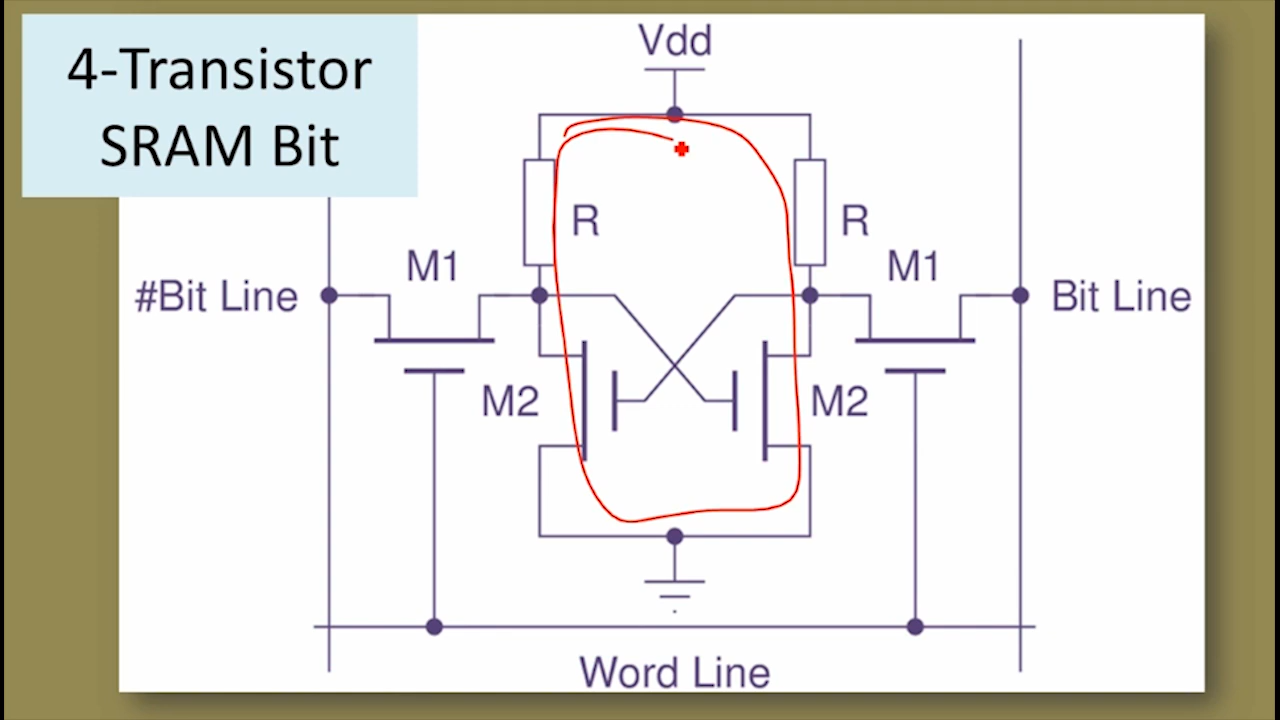 4-Transistor
SRAM Bit
Vdd
R
R
M1
M1
#Bit Line
Bit Line
M2
M2
Word Line